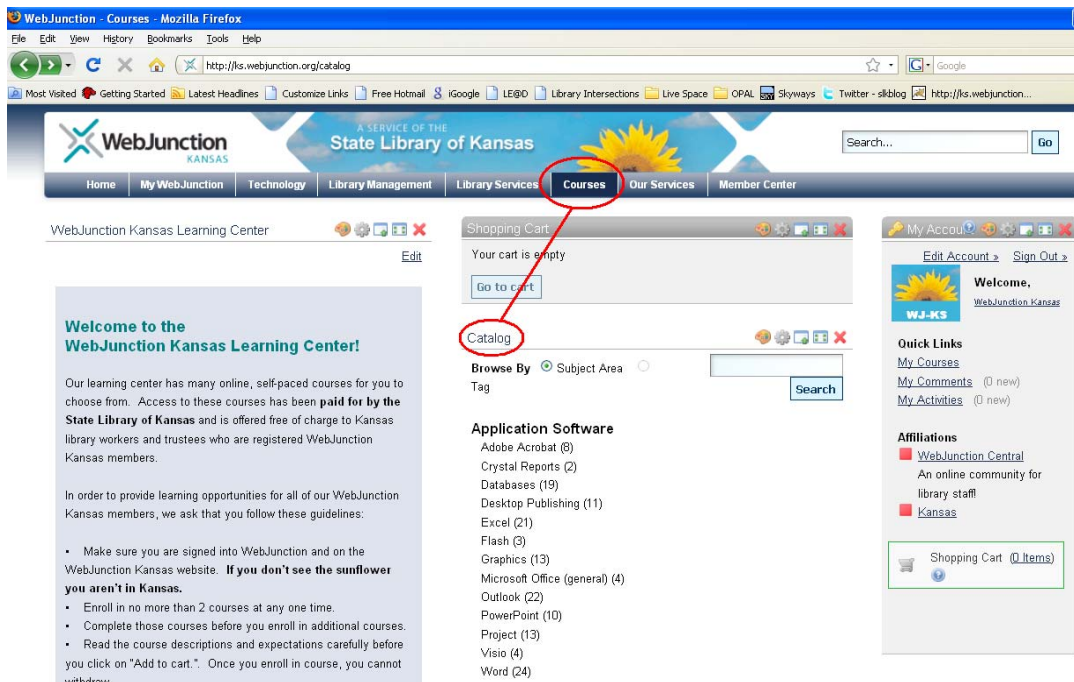 WebJunction - Courses - Mozilla Firefox
File Edit View History Bookmarks Tools Help
http://ks.webjunction.org/catalog
G Google
Most Visited Getting Started Latest Headlines Customize Links Free Hotmail iGoogle LE@D Library Intersections Live Space OPAL Skyways Twitter - slkblog http://ks.webjunction...
WebJunction
KANSAS
A SERVICE OF THE
State Library of Kansas
Search... Go
Home My WebJunction Technology Library Management Library Services Courses Our Services Member Center
WebJunction Kansas Learning Center
Edit
Welcome to the
WebJunction Kansas Learning Center!
Our learning center has many online, self-paced courses for you to
choose from. Access to these courses has been paid for by the
State Library of Kansas and is offered free of charge to Kansas
library workers and trustees who are registered WebJunction
Kansas members.
In order to provide learning opportunities for all of our WebJunction
Kansas members, we ask that you follow these guidelines:
• Make sure you are signed into WebJunction and on the
WebJunction Kansas website. If you don't see the sunflower
you aren't in Kansas.
• Enroll in no more than 2 courses at any one time.
• Complete those courses before you enroll in additional courses.
• Read the course descriptions and expectations carefully before
you click on "Add to cart.". Once you enroll in course, you cannot
withdraw
Shopping Cart
Your cart is empty
Go to cart
Catalog
Browse By Subject Area
Tag
Search
Application Software
Adobe Acrobat (8)
Crystal Reports (2)
Databases (19)
Desktop Publishing (11)
Excel (21)
Flash (3)
Graphics (13)
Microsoft Office (general) (4)
Outlook (22)
PowerPoint (10)
Project (13)
Visio (4)
Word (24)
My Accou
Edit Account » Sign Out »
WJ-KS
Welcome,
WebJunction Kansas
Quick Links
My Courses
My Comments (0 new)
My Activities (0 new)
Affiliations
WebJunction Central
An online community for
library staff!
Kansas
Shopping Cart (0 Items)